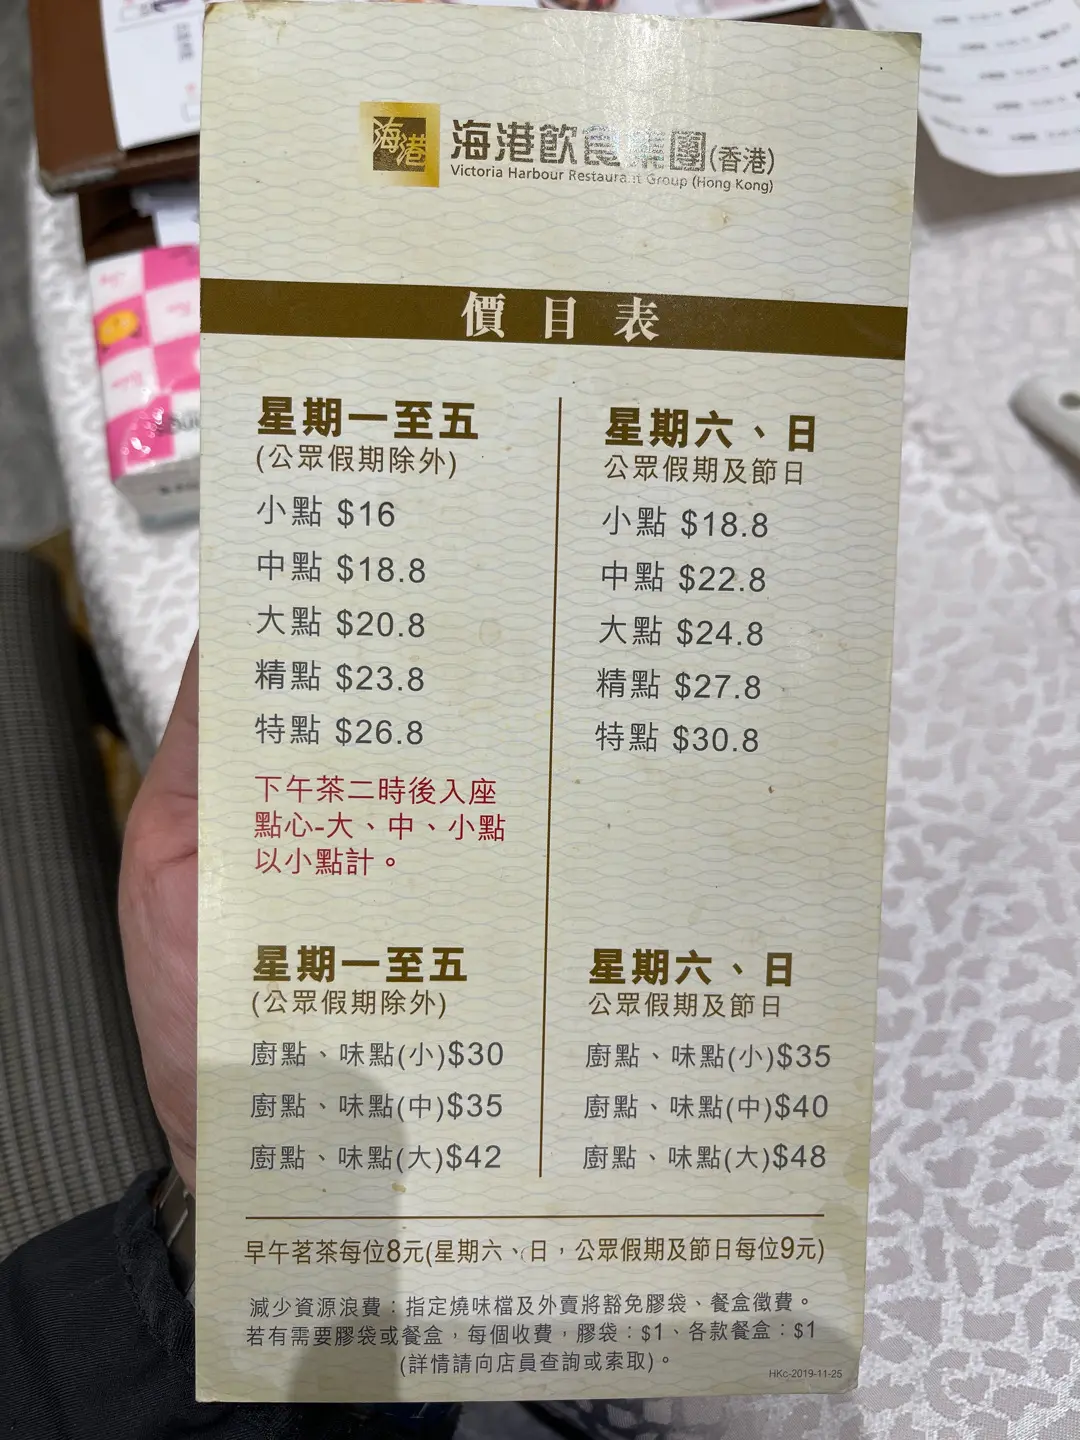 海港
海港飲食集團(香港)
Victoria Harbour Restaurant Group (Hong Kong)
價目表
星期一至五
(公眾假期除外)
小點 $16
中點 $18.8
大點 $20.8
精點 $23.8
特點 $26.8
下午茶二時後入座
點心-大、中、小點
以小點計。
星期六、日
公眾假期及節日
小點 $18.8
中點 $22.8
大點 $24.8
精點 $27.8
特點 $30.8
星期一至五
(公眾假期除外)
廚點、味點(小)$30
廚點、味點(中)$35
廚點、味點(大)$42
星期六、日
公眾假期及節日
廚點、味點(小)$35
廚點、味點(中)$40
廚點、味點(大)$48
早午茗茶每位8元(星期六、日，公眾假期及節日每位9元)
減少資源浪費：指定燒味檔及外賣將豁免膠袋、餐盒徵費。
若有需要膠袋或餐盒，每個收費，膠袋：$1、各款餐盒：$1
(詳情請向店員查詢或索取)。
HKc-2019-11-25